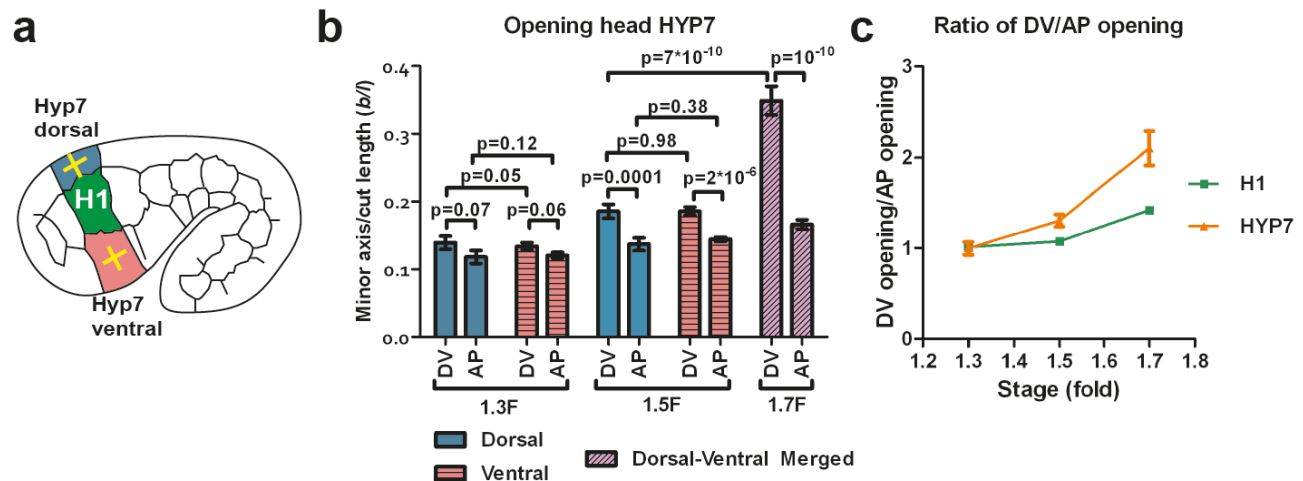 a
Hyp7
dorsal
H1
Hyp7
ventral
b
Opening head HYP7
Minor axis/cut length (b/l)
0.4
0.3
0.2
0.1
0.0
p=7*10^-10
p=10^-10
p=0.38
p=0.12
p=0.98
p=0.05
p=0.0001
p=2*10^-6
p=0.07
p=0.06
DV
AP
DV
AP
DV
AP
DV
AP
DV
AP
1.3F
1.5F
1.7F
Dorsal
Ventral
Dorsal-Ventral Merged
c
Ratio of DV/AP opening
DV opening/AP opening
3
2
1
0
1.2
1.3
1.4
1.5
1.6
1.7
1.8
Stage (fold)
H1
HYP7